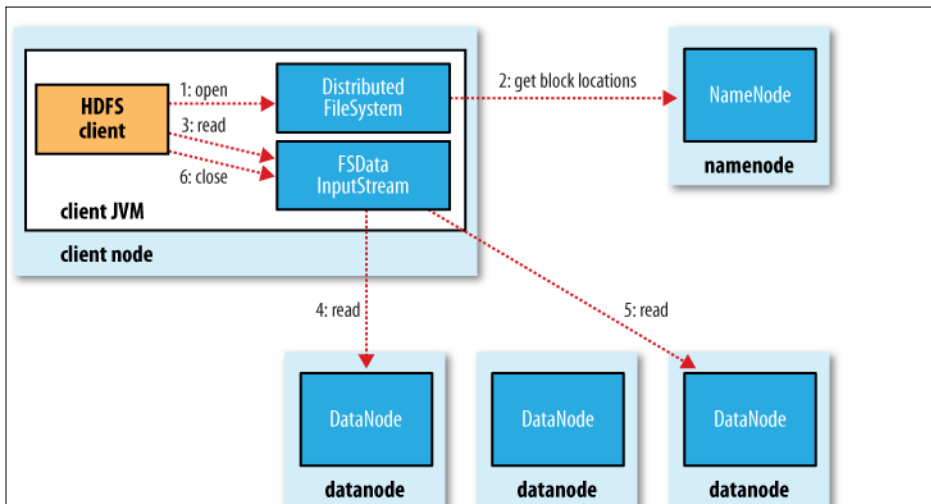 HDFS
client
1: open
3: read
6: close
Distributed
FileSystem
FSData
InputStream
client JVM
client node
2: get block locations
NameNode
namenode
4: read
5: read
DataNode
datanode
DataNode
datanode
DataNode
datanode